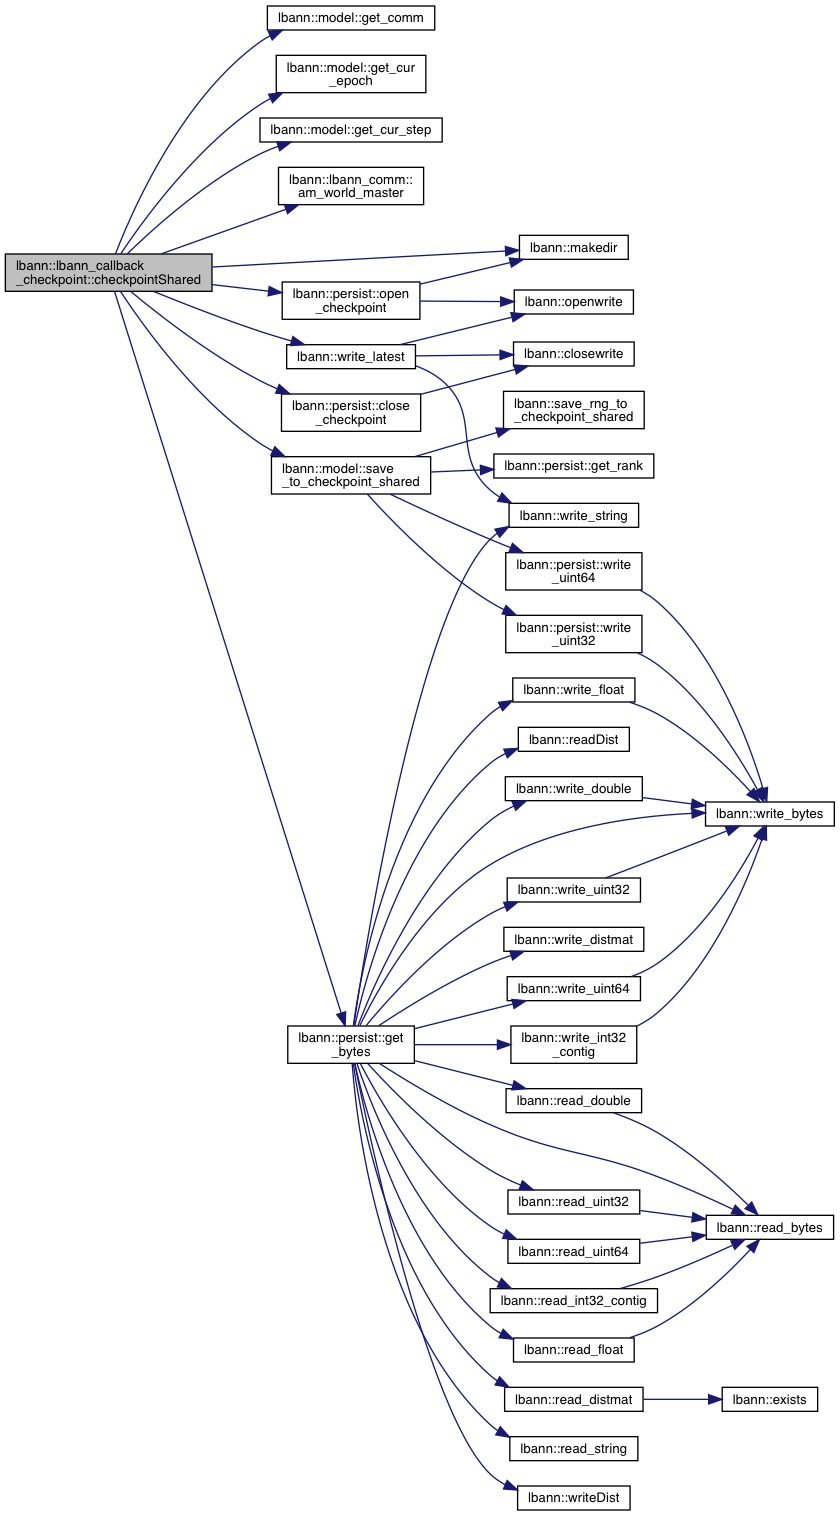 lbann::model::get_comm
lbann::model::get_cur
_epoch
lbann::model::get_cur_step
lbann::lbann_comm::
am_world_master
lbann::lbann_callback
_checkpoint::checkpointShared
lbann::makedir
lbann::persist::open
_checkpoint
lbann::openwrite
lbann::write_latest
lbann::closewrite
lbann::persist::close
_checkpoint
lbann::save_rng_to
_checkpoint_shared
lbann::model::save
_to_checkpoint_shared
lbann::persist::get_rank
lbann::write_string
lbann::persist::write
_uint64
lbann::persist::write
_uint32
lbann::write_float
lbann::readDist
lbann::write_double
lbann::write_bytes
lbann::write_uint32
lbann::write_distmat
lbann::write_uint64
lbann::persist::get
_bytes
lbann::write_int32
_contig
lbann::read_double
lbann::read_uint32
lbann::read_bytes
lbann::read_uint64
lbann::read_int32_contig
lbann::read_float
lbann::read_distmat
lbann::exists
lbann::read_string
lbann::writeDist